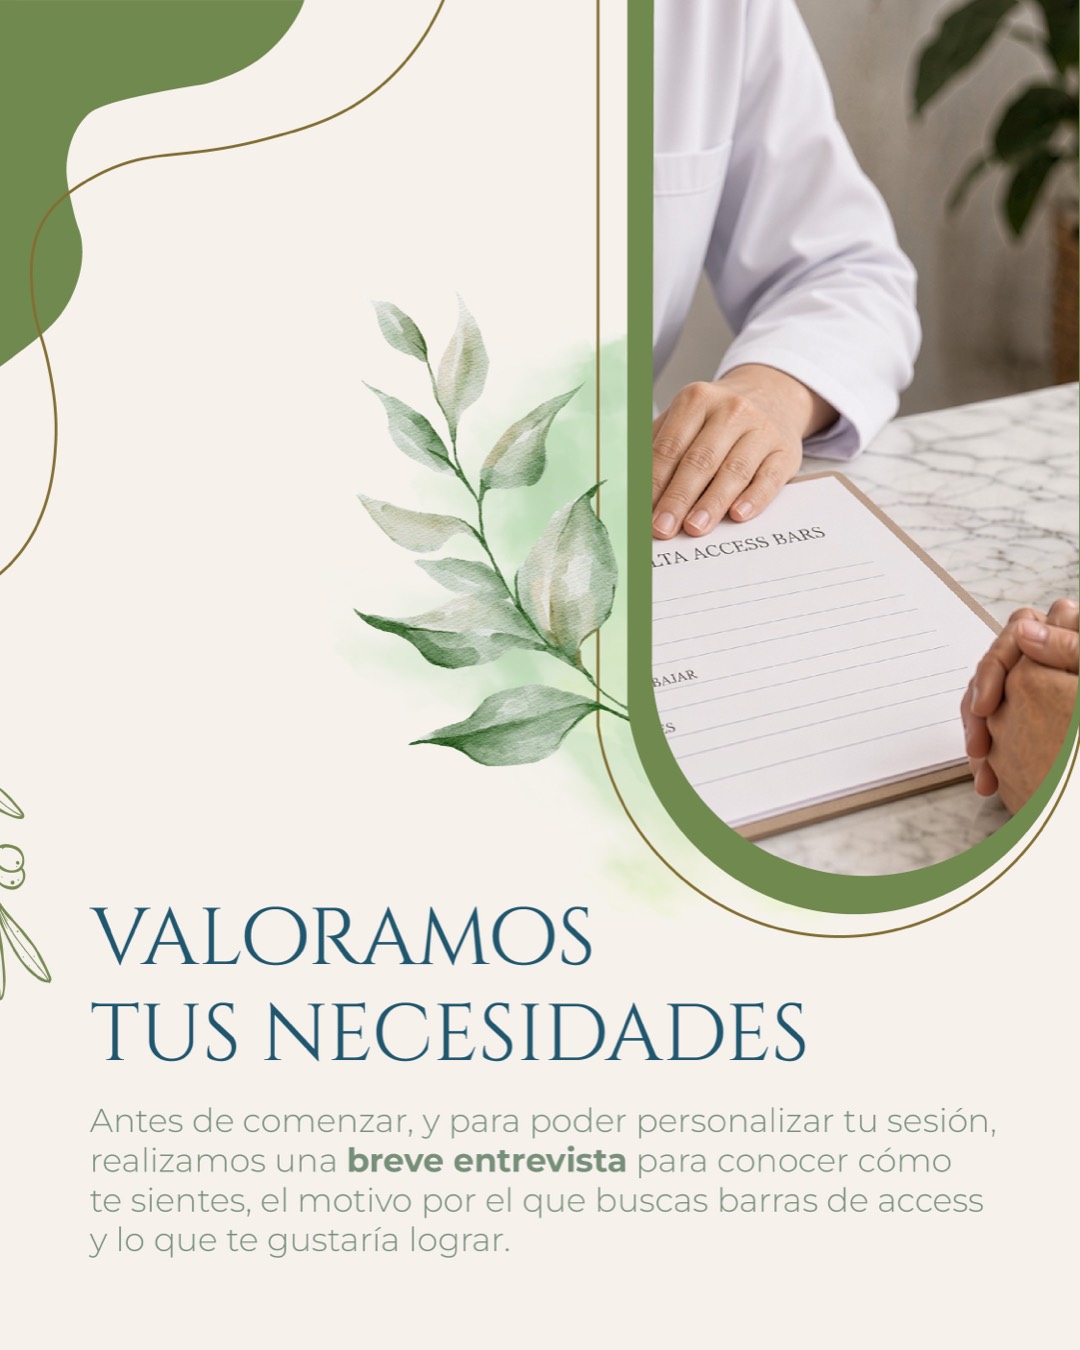 LTA ACCESS BARS
BAJAR
ES
VALORAMOS
TUS NECESIDADES
Antes de comenzar, y para poder personalizar tu sesión,
realizamos una breve entrevista para conocer cómo
te sientes, el motivo por el que buscas barras de access
y lo que te gustaría lograr.